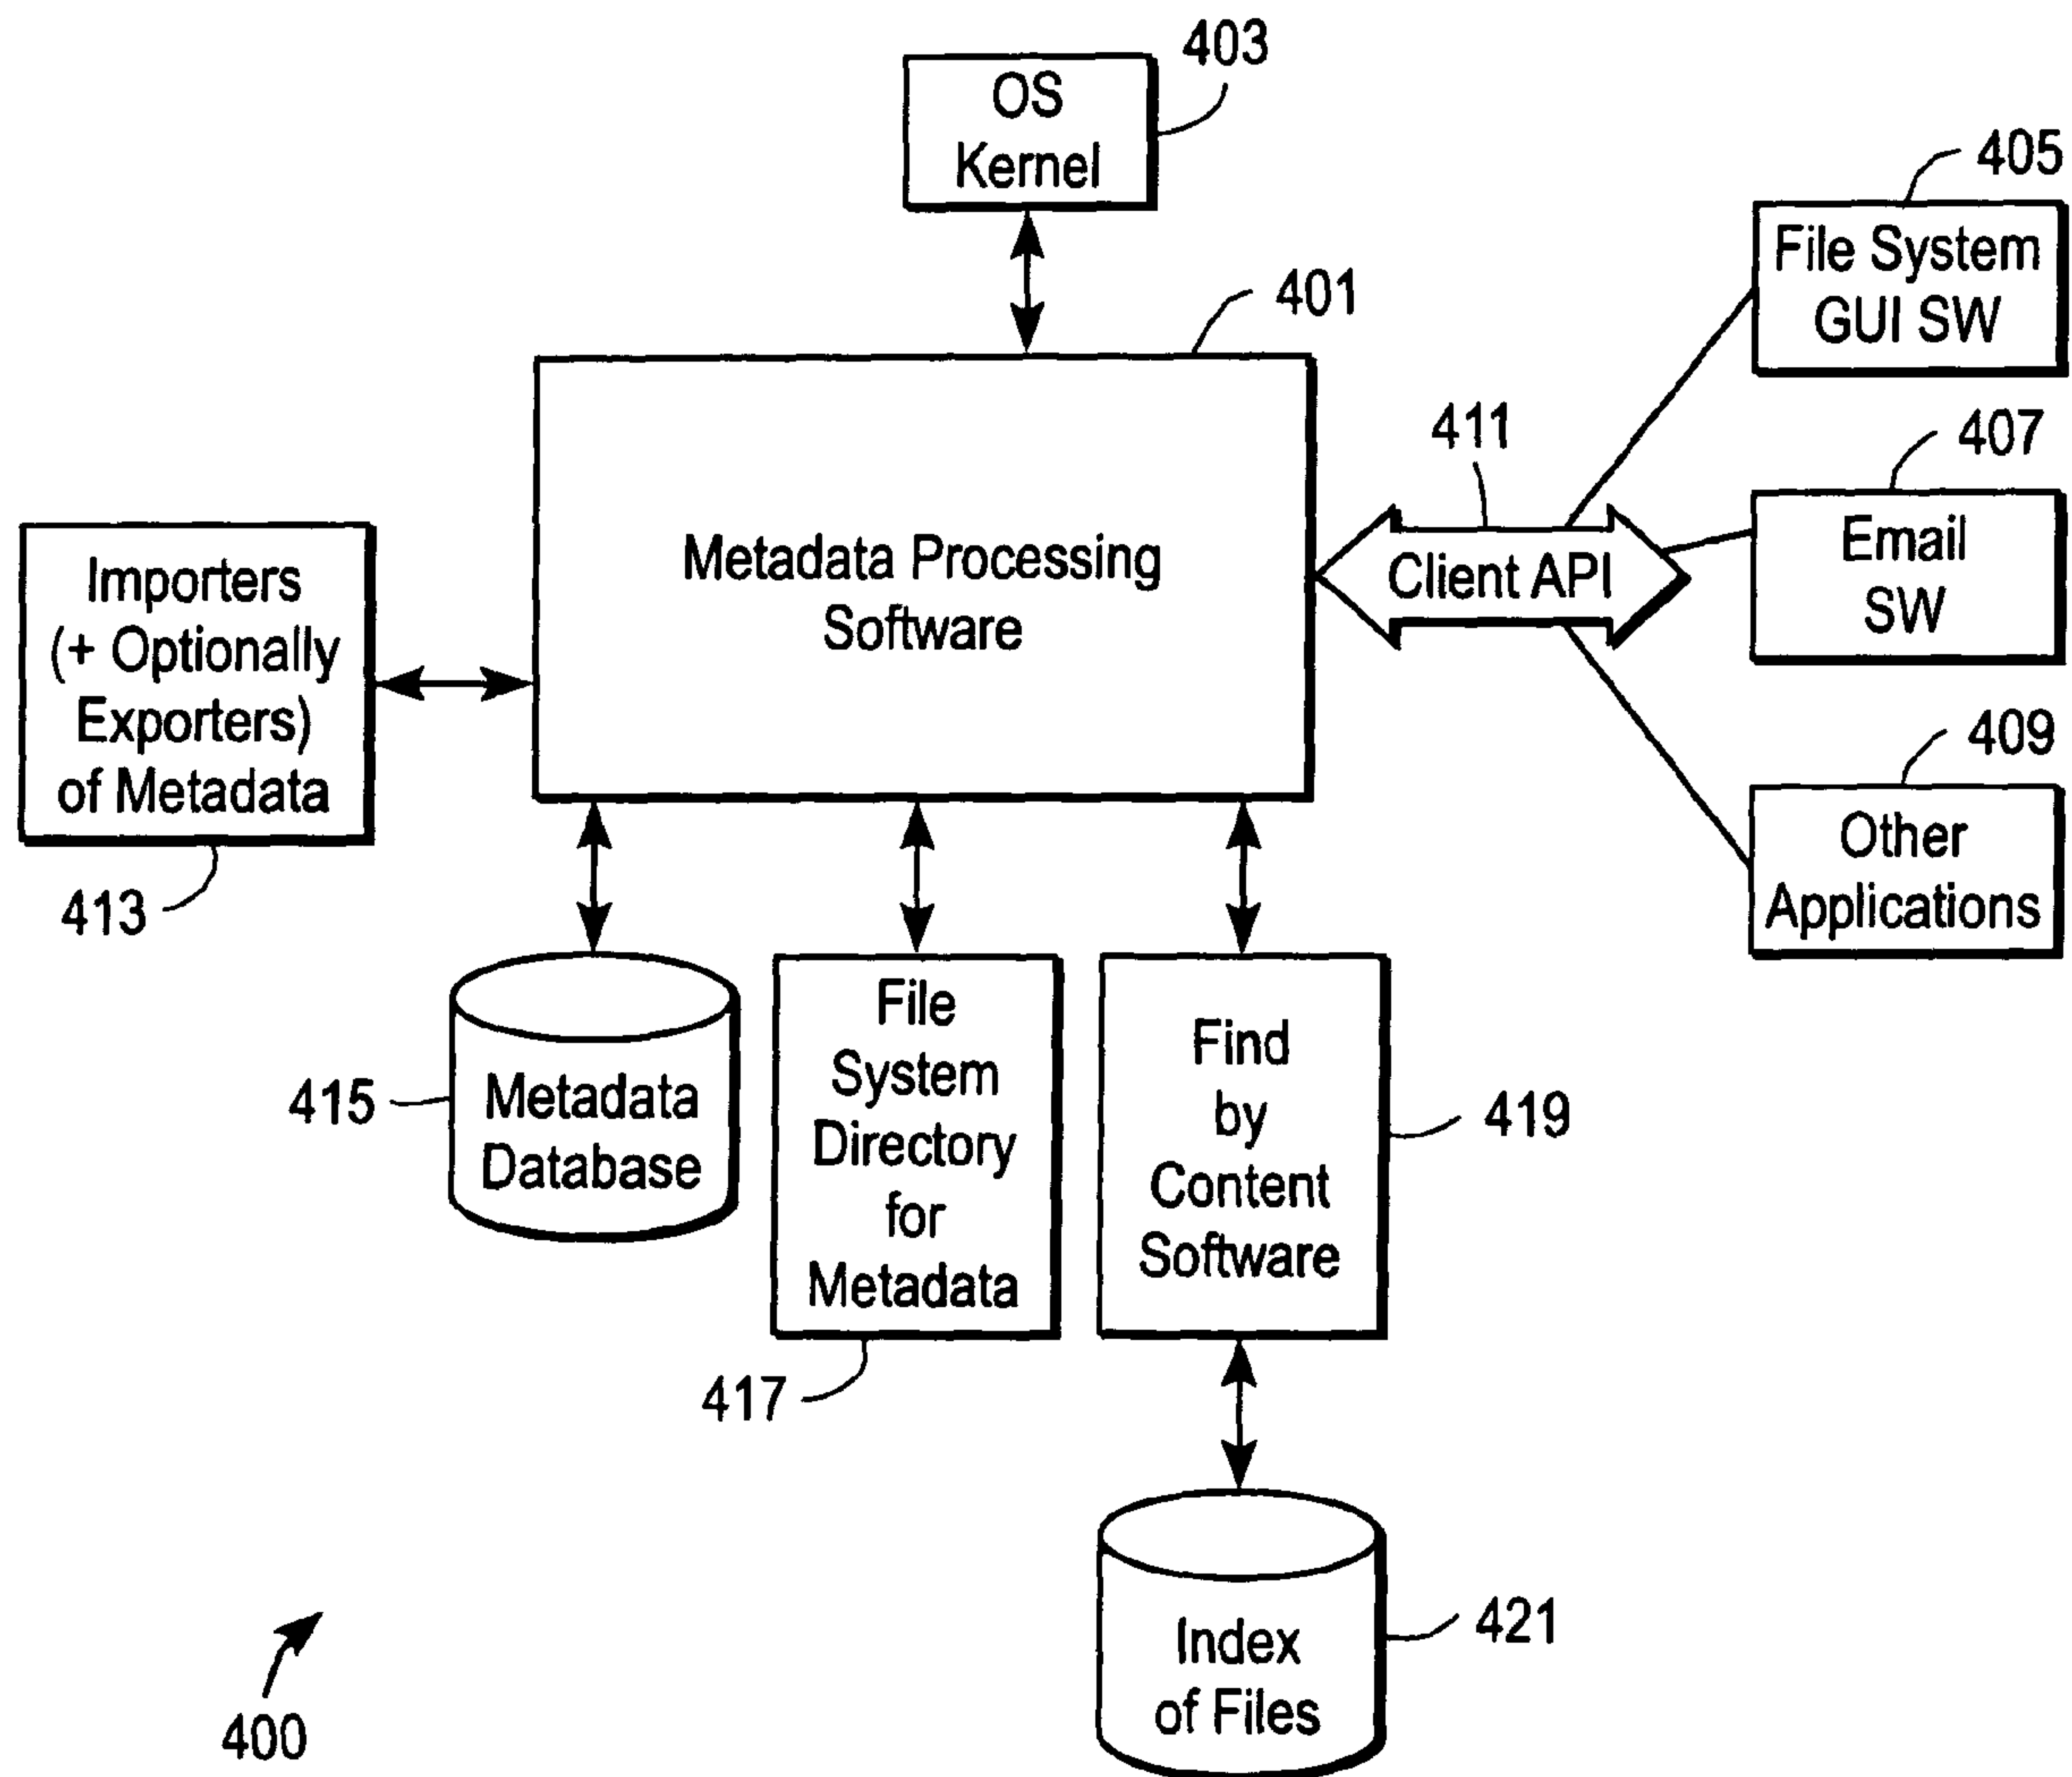 403
OS
Kernel
405
File System
GUI SW
401
411
407
Metadata Processing
Software
Client API
Email
SW
Importers
(+ Optionally
Exporters)
of Metadata
413
409
Other
Applications
415
Metadata
Database
File
System
Directory
for
Metadata
417
Find
by
Content
Software
419
Index
of Files
421
400